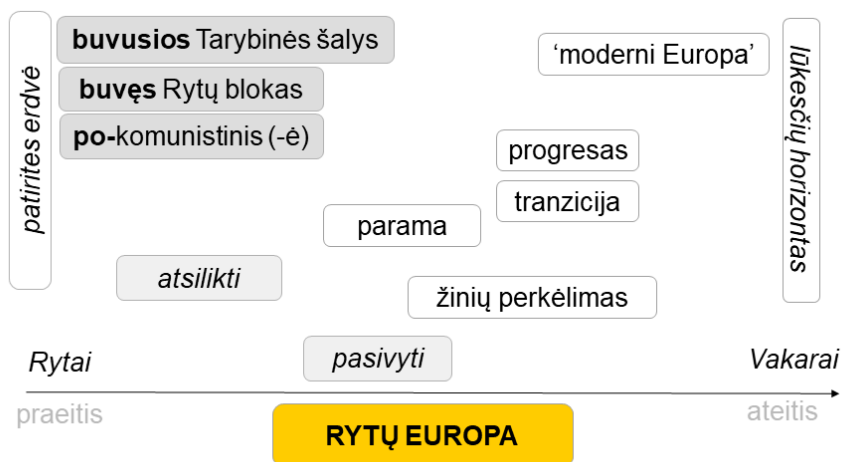 patirites erdvė
buvusios Tarybinės šalys
buvęs Rytų blokas
po-komunistinis (-ė)
‘moderni Europa’
progresas
tranzicija
parama
atsilikti
žinių perkėlimas
pasivyti
lūkesčių horizontas
Rytai
Vakarai
praeitis
ateitis
RYTŲ EUROPA